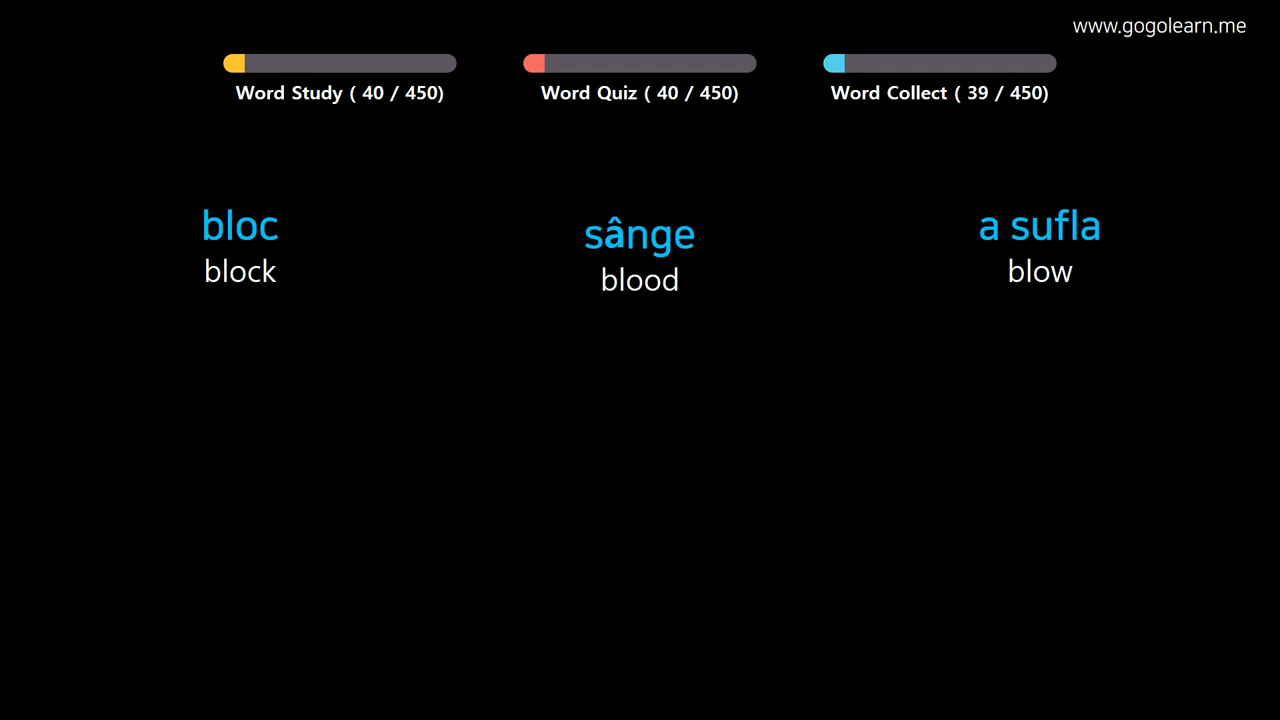 www.gogolearn.me
Word Study ( 40 / 450)
Word Quiz ( 40 / 450)
Word Collect ( 39 / 450)
bloc
block
sânge
blood
a sufla
blow